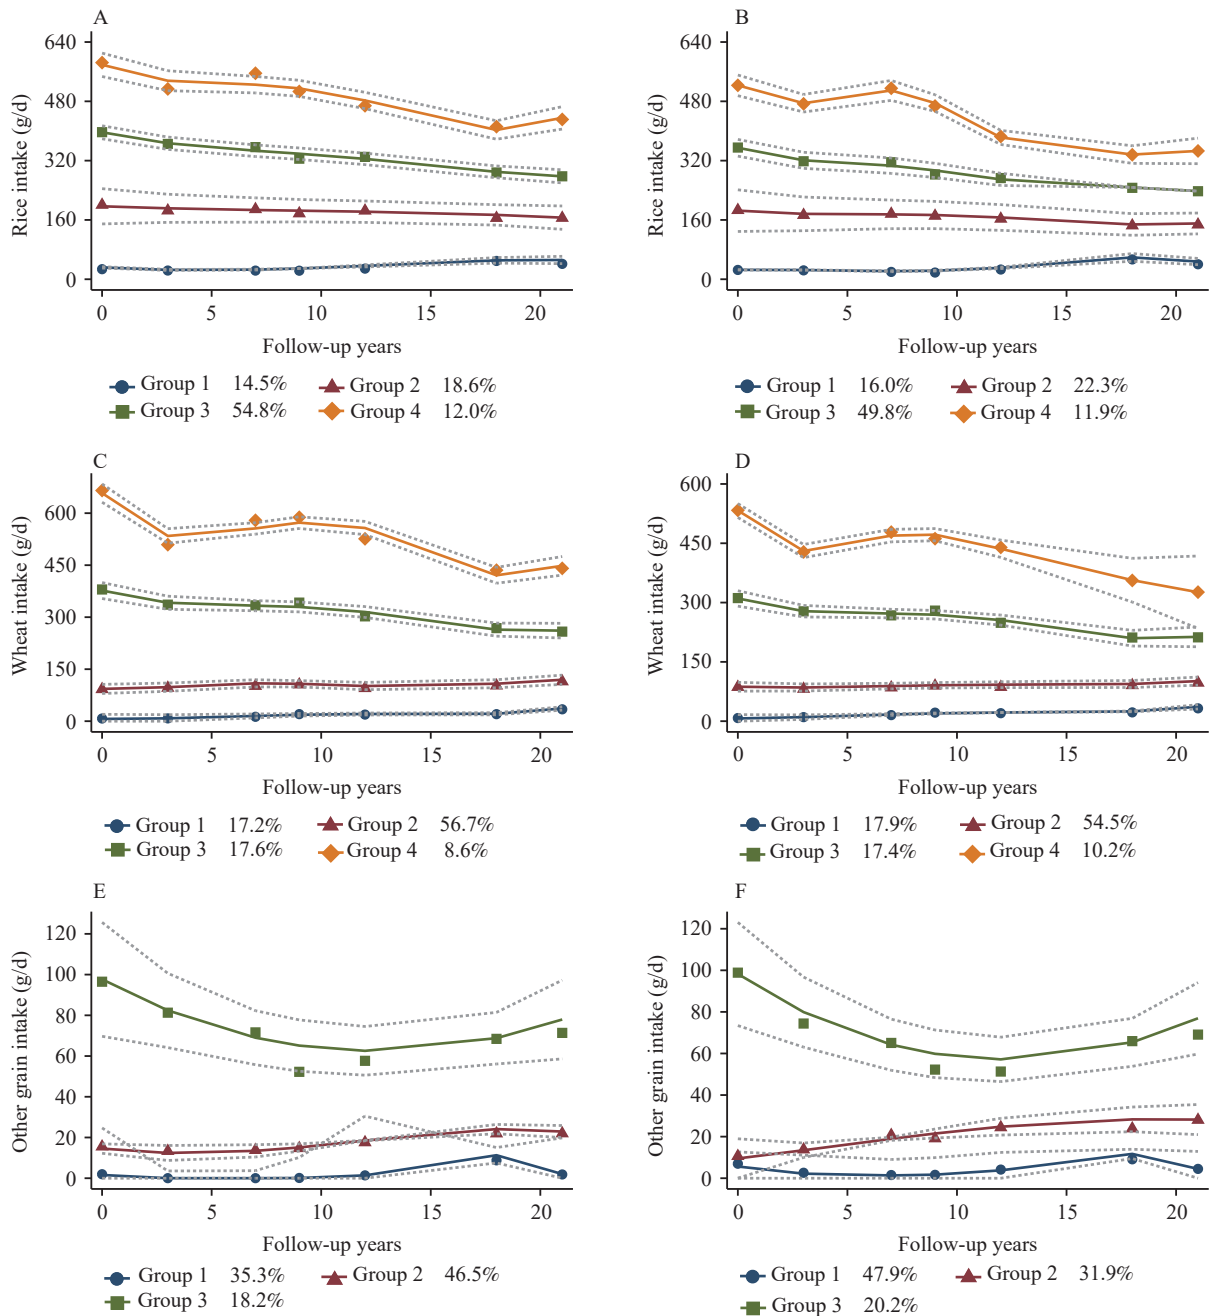 A
Rice intake (g/d)
640
480
320
160
0
0 5 10 15 20
Follow-up years
Group 1 14.5% Group 2 18.6%
Group 3 54.8% Group 4 12.0%
B
Rice intake (g/d)
640
480
320
160
0
0 5 10 15 20
Follow-up years
Group 1 16.0% Group 2 22.3%
Group 3 49.8% Group 4 11.9%
C
Wheat intake (g/d)
600
450
300
150
0
0 5 10 15 20
Follow-up years
Group 1 17.2% Group 2 56.7%
Group 3 17.6% Group 4 8.6%
D
Wheat intake (g/d)
600
450
300
150
0
0 5 10 15 20
Follow-up years
Group 1 17.9% Group 2 54.5%
Group 3 17.4% Group 4 10.2%
E
Other grain intake (g/d)
120
100
80
60
40
20
0
0 5 10 15 20
Follow-up years
Group 1 35.3% Group 2 46.5%
Group 3 18.2%
F
Other grain intake (g/d)
120
100
80
60
40
20
0
0 5 10 15 20
Follow-up years
Group 1 47.9% Group 2 31.9%
Group 3 20.2%